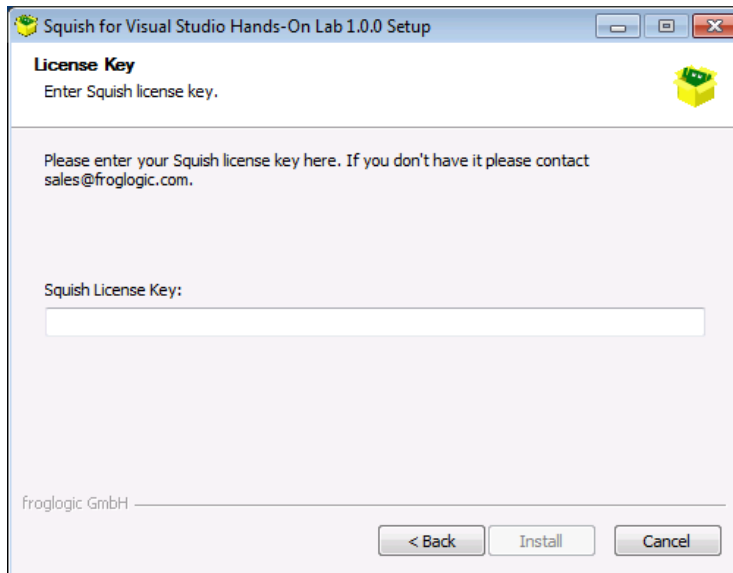 Squish for Visual Studio Hands-On Lab 1.0.0 Setup
License Key
Enter Squish license key.
Please enter your Squish license key here. If you don't have it please contact
sales@froglogic.com.
Squish License Key:
froglogic GmbH
< Back
Install
Cancel